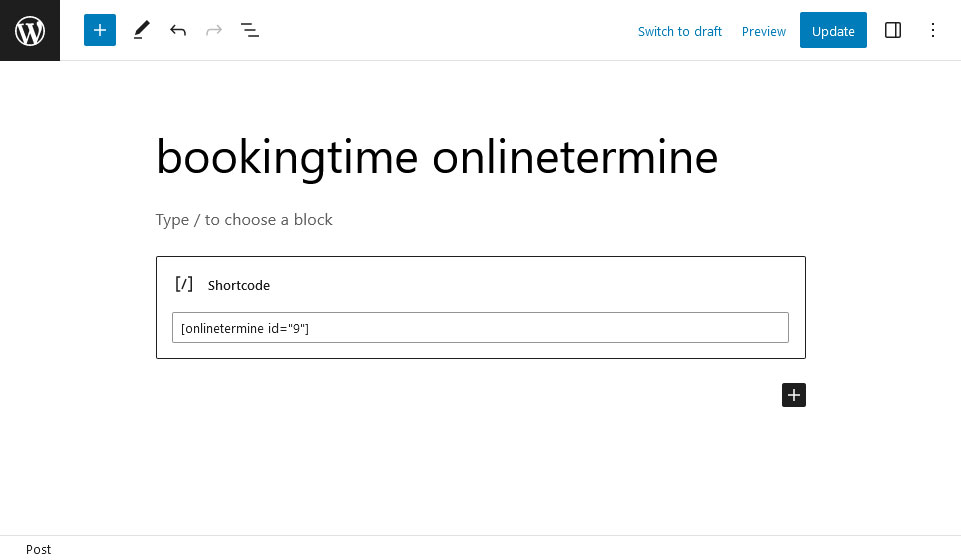 Switch to draft Preview Update
bookingtime onlinetermine
Type / to choose a block
[/] Shortcode
[onlinetermine id="9"]
Post